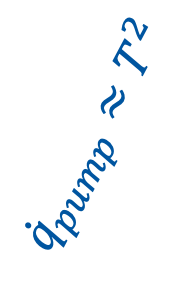 q̇pump ≈ T²